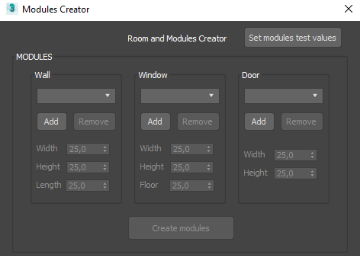 3 Modules Creator
Room and Modules Creator Set modules test values
MODULES
Wall Window Door
Add Remove Add Remove Add Remove
Width 25,0 Width 25,0 Width 25,0
Height 25,0 Height 25,0 Height 25,0
Length 25,0 Floor 25,0
Create modules